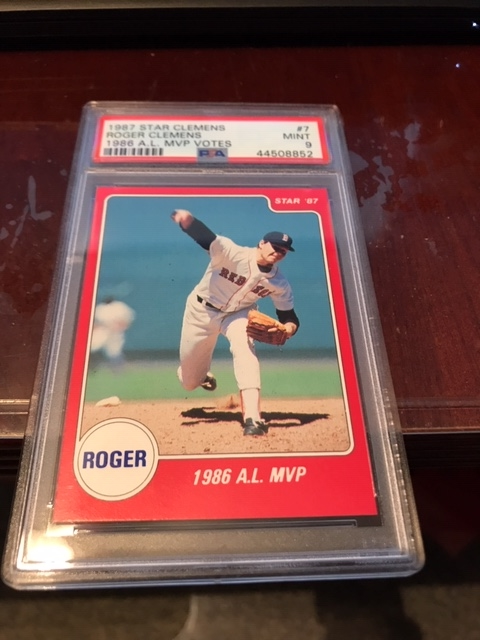 1987 STAR CLEMENS #7
ROGER CLEMENS MINT
1986 A.L. MVP VOTES 9
PSA 44508852
STAR '87
RED SOX
ROGER
1986 A.L. MVP